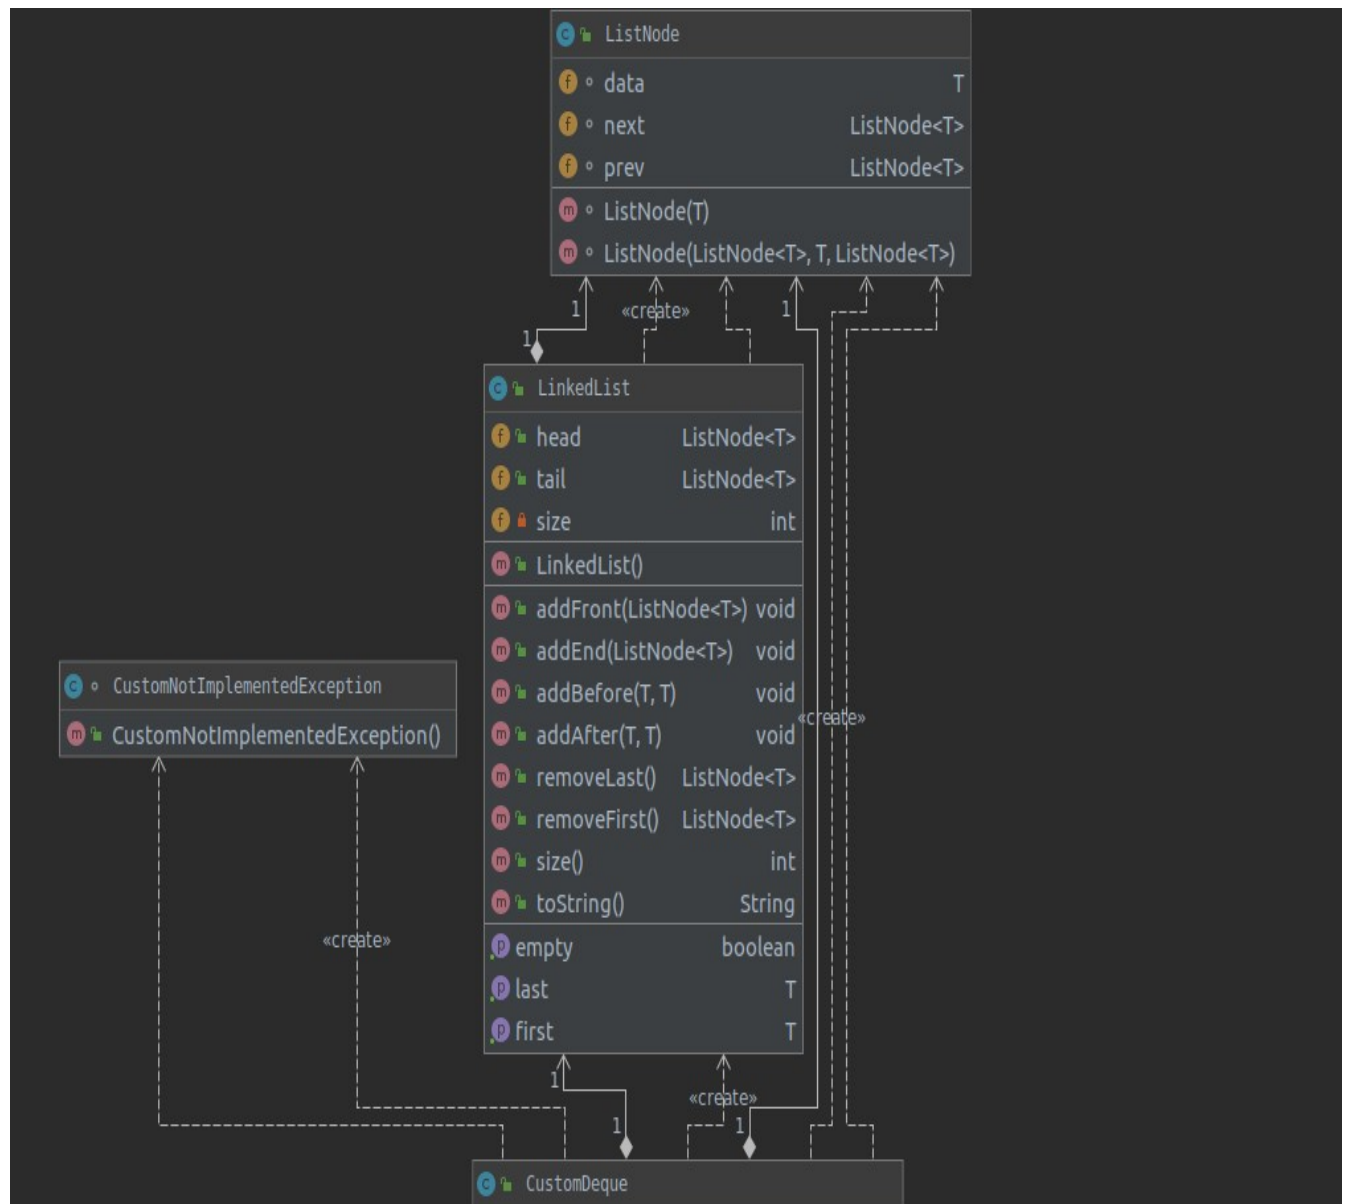 ListNode
data T
next ListNode<T>
prev ListNode<T>
ListNode(T)
ListNode(ListNode<T>, T, ListNode<T>)
1 «create» 1
1
LinkedList
head ListNode<T>
tail ListNode<T>
size int
LinkedList()
addFront(ListNode<T>) void
addEnd(ListNode<T>) void
addBefore(T, T) void
addAfter(T, T) void
removeLast() ListNode<T>
removeFirst() ListNode<T>
size() int
toString() String
empty boolean
last T
first T
«create»
CustomNotImplementedException
CustomNotImplementedException()
«create»
1
«create»
1 1
CustomDeque